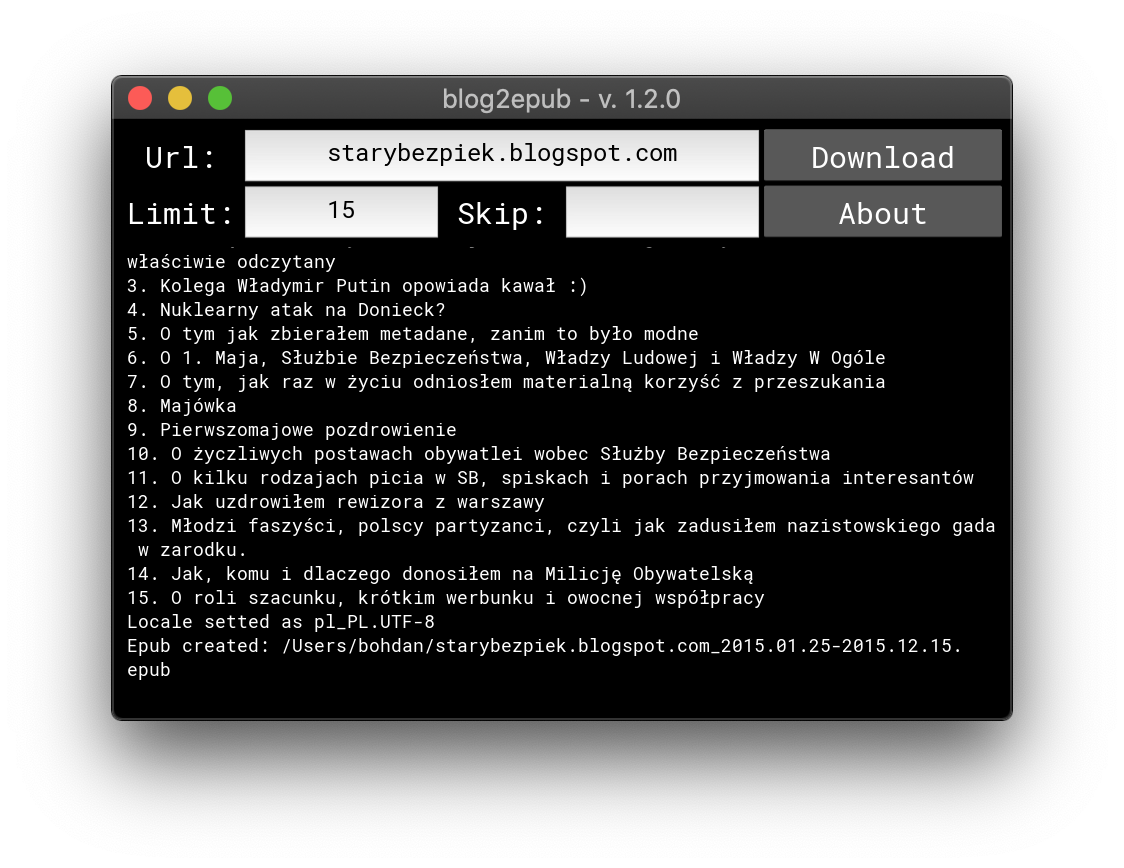 blog2epub - v. 1.2.0
Url: starybezpiek.blogspot.com Download
Limit: 15 Skip: About
właściwie odczytany
3. Kolega Władymir Putin opowiada kawał :)
4. Nuklearny atak na Donieck?
5. O tym jak zbierałem metadane, zanim to było modne
6. O 1. Maja, Służbie Bezpieczeństwa, Władzy Ludowej i Władzy W Ogóle
7. O tym, jak raz w życiu odniosłem materialną korzyść z przeszukania
8. Majówka
9. Pierwszomajowe pozdrowienie
10. O życzliwych postawach obywatlei wobec Służby Bezpieczeństwa
11. O kilku rodzajach picia w SB, spiskach i porach przyjmowania interesantów
12. Jak uzdrowiłem rewizora z warszawy
13. Młodzi faszyści, polscy partyzanci, czyli jak zadusiłem nazistowskiego gada
w zarodku.
14. Jak, komu i dlaczego donosiłem na Milicję Obywatelską
15. O roli szacunku, krótkim werbunku i owocnej współpracy
Locale setted as pl_PL.UTF-8
Epub created: /Users/bohdan/starybezpiek.blogspot.com_2015.01.25-2015.12.15.
epub